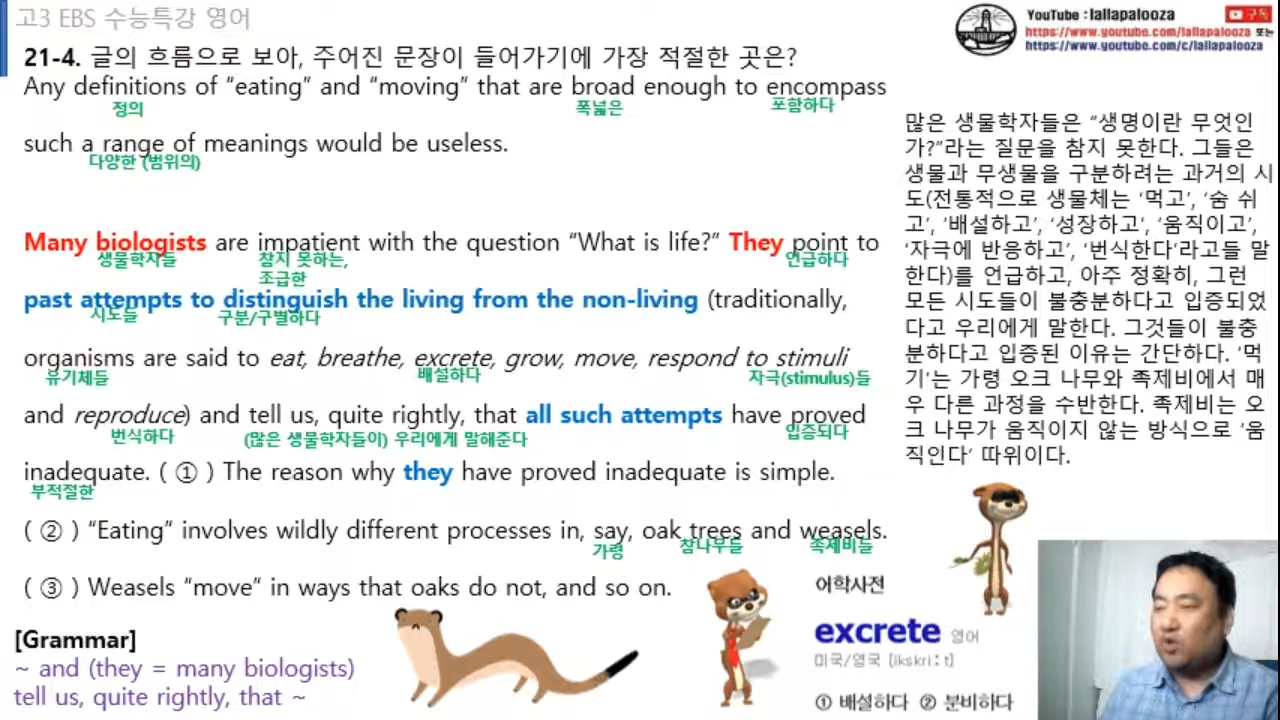 고3 EBS 수능특강 영어
YouTube : lallapalooza
구독
https://www.youtube.com/lallapalooza 또는
https://www.youtube.com/c/lallapalooza
21-4. 글의 흐름으로 보아, 주어진 문장이 들어가기에 가장 적절한 곳은?
Any definitions of “eating” and “moving” that are broad enough to encompass
정의 폭넓은 포함하다
such a range of meanings would be useless.
다양한 (범위의)
Many biologists are impatient with the question “What is life?” They point to
생물학자들 참지 못하는, 언급하다
조급한
past attempts to distinguish the living from the non-living (traditionally,
시도들 구분/구별하다
organisms are said to eat, breathe, excrete, grow, move, respond to stimuli
유기체들 배설하다 자극(stimulus)들
and reproduce) and tell us, quite rightly, that all such attempts have proved
번식하다 (많은 생물학자들이) 우리에게 말해준다 입증되다
inadequate. ( ① ) The reason why they have proved inadequate is simple.
부적절한
( ② ) “Eating” involves wildly different processes in, say, oak trees and weasels.
가령 참나무들 족제비들
( ③ ) Weasels “move” in ways that oaks do not, and so on.
[Grammar]
~ and (they = many biologists)
tell us, quite rightly, that ~
많은 생물학자들은 “생명이란 무엇인
가?”라는 질문을 참지 못한다. 그들은
생물과 무생물을 구분하려는 과거의 시
도(전통적으로 생물체는 ‘먹고’, ‘숨 쉬
고’, ‘배설하고’, ‘성장하고’, ‘움직이고’,
‘자극에 반응하고’, ‘번식한다’라고들 말
한다)를 언급하고, 아주 정확히, 그런
모든 시도들이 불충분하다고 입증되었
다고 우리에게 말한다. 그것들이 불충
분하다고 입증된 이유는 간단하다. ‘먹
기’는 가령 오크 나무와 족제비에서 매
우 다른 과정을 수반한다. 족제비는 오
크 나무가 움직이지 않는 방식으로 ‘움
직인다’ 따위이다.
어학사전
excrete 영어
미국/영국 [ikskriːt]
① 배설하다 ② 분비하다